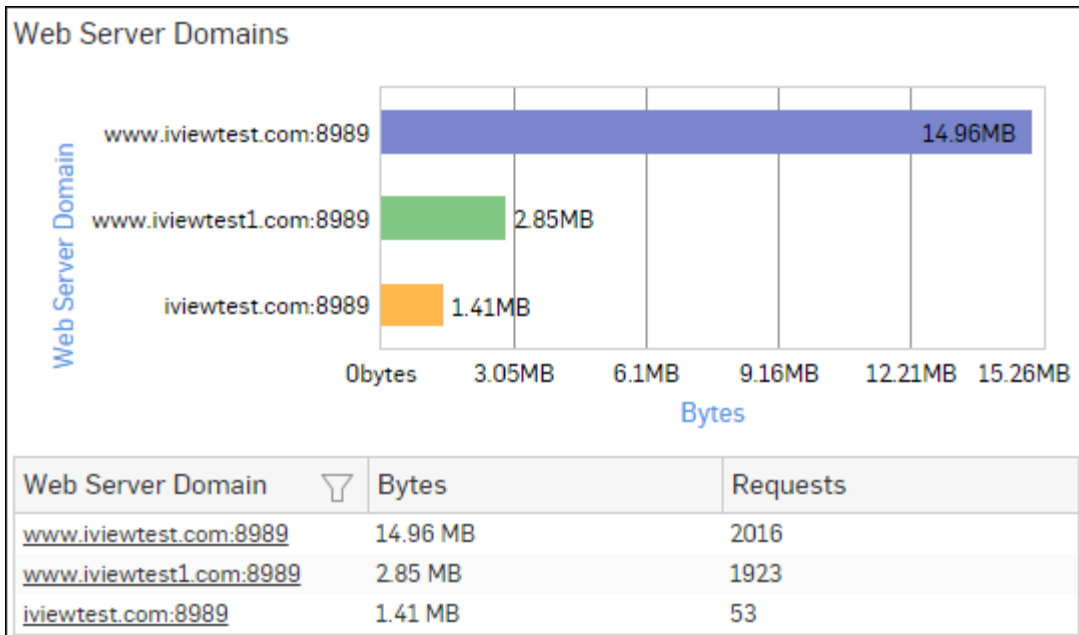 Web Server Domains
Web Server Domain
www.iviewtest.com:8989
14.96MB
www.iviewtest1.com:8989
2.85MB
iviewtest.com:8989
1.41MB
0bytes 3.05MB 6.1MB 9.16MB 12.21MB 15.26MB
Bytes
Web Server Domain Bytes Requests
www.iviewtest.com:8989 14.96 MB 2016
www.iviewtest1.com:8989 2.85 MB 1923
iviewtest.com:8989 1.41 MB 53